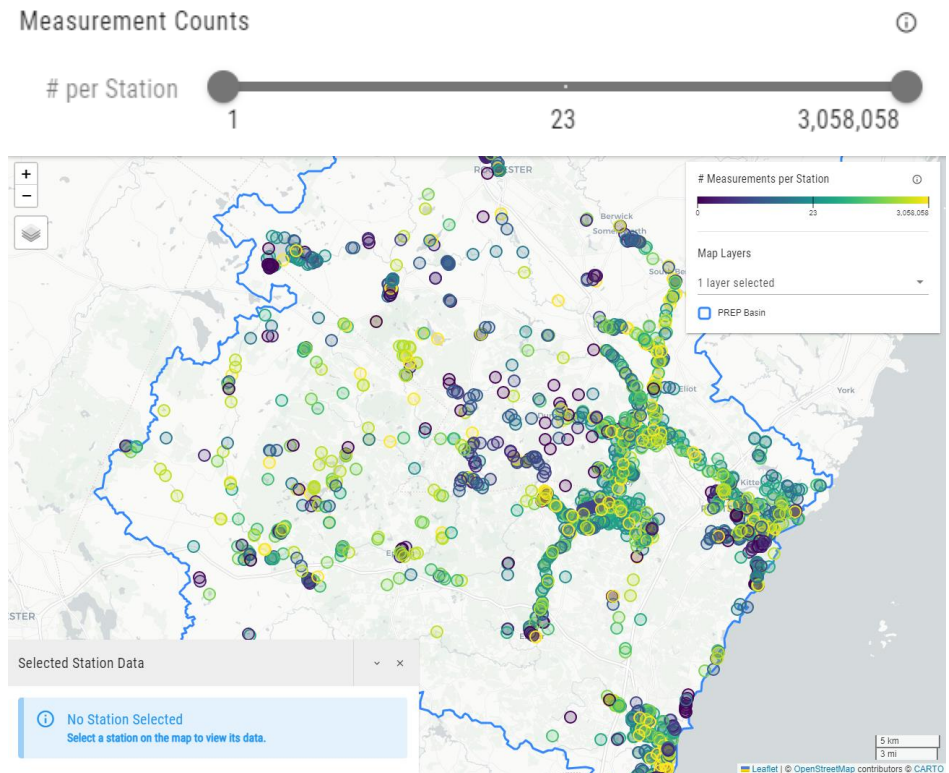 Measurement Counts
# per Station
1
23
3,058,058
+
−
# Measurements per Station
0
23
3,058,058
Map Layers
1 layer selected
PREP Basin
Berwick
Eliot
York
STER
Selected Station Data
No Station Selected
Select a station on the map to view its data.
5 km
3 mi
Leaflet | © OpenStreetMap contributors © CARTO